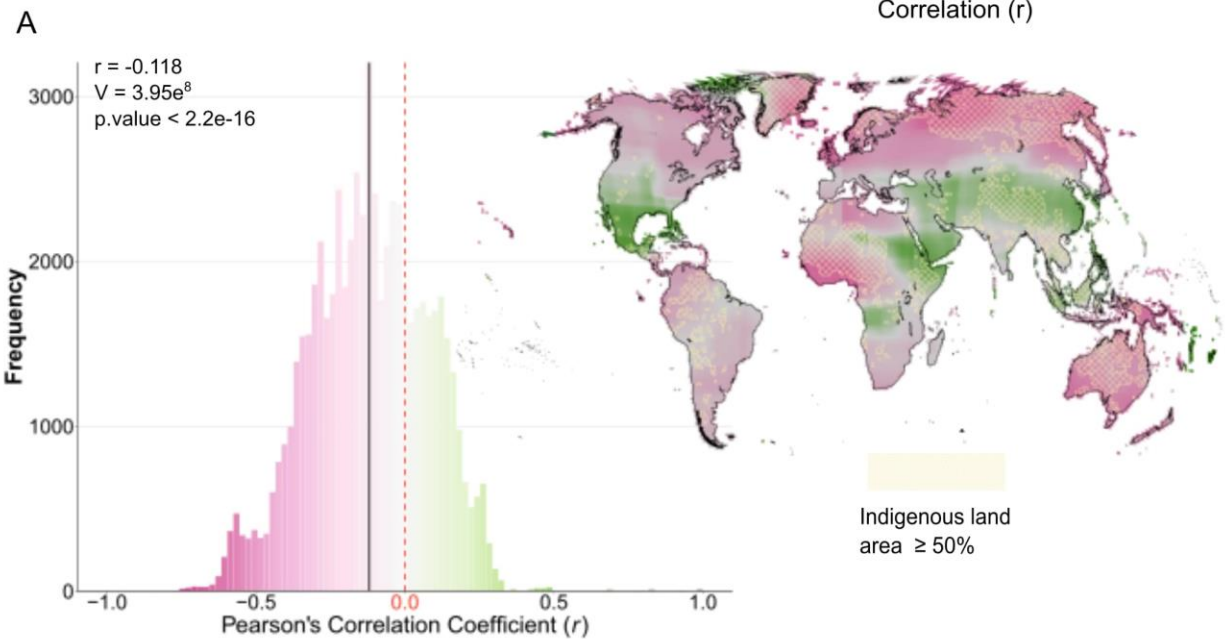 A
Correlation (r)
r = -0.118
V = 3.95e⁸
p.value < 2.2e-16
3000
2000
1000
0
Frequency
−1.0
−0.5
0.0
0.5
1.0
Pearson's Correlation Coefficient (r)
Indigenous land
area ≥ 50%